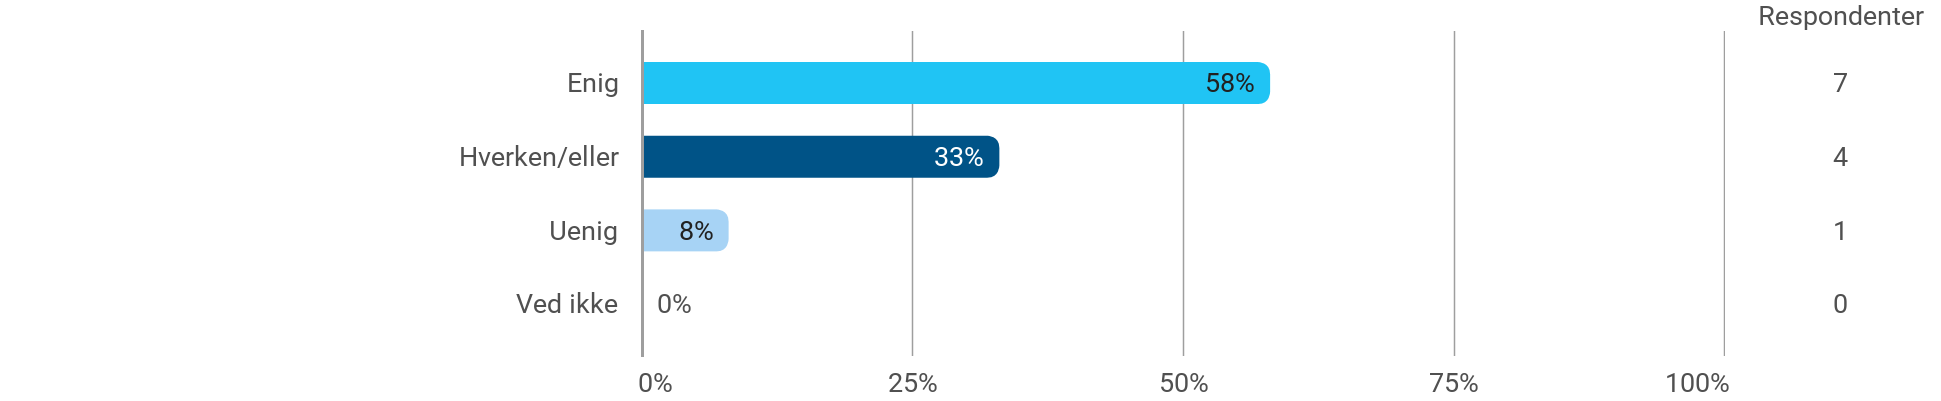 Respondenter
Enig 58% 7
Hverken/eller 33% 4
Uenig 8% 1
Ved ikke 0% 0
0% 25% 50% 75% 100%